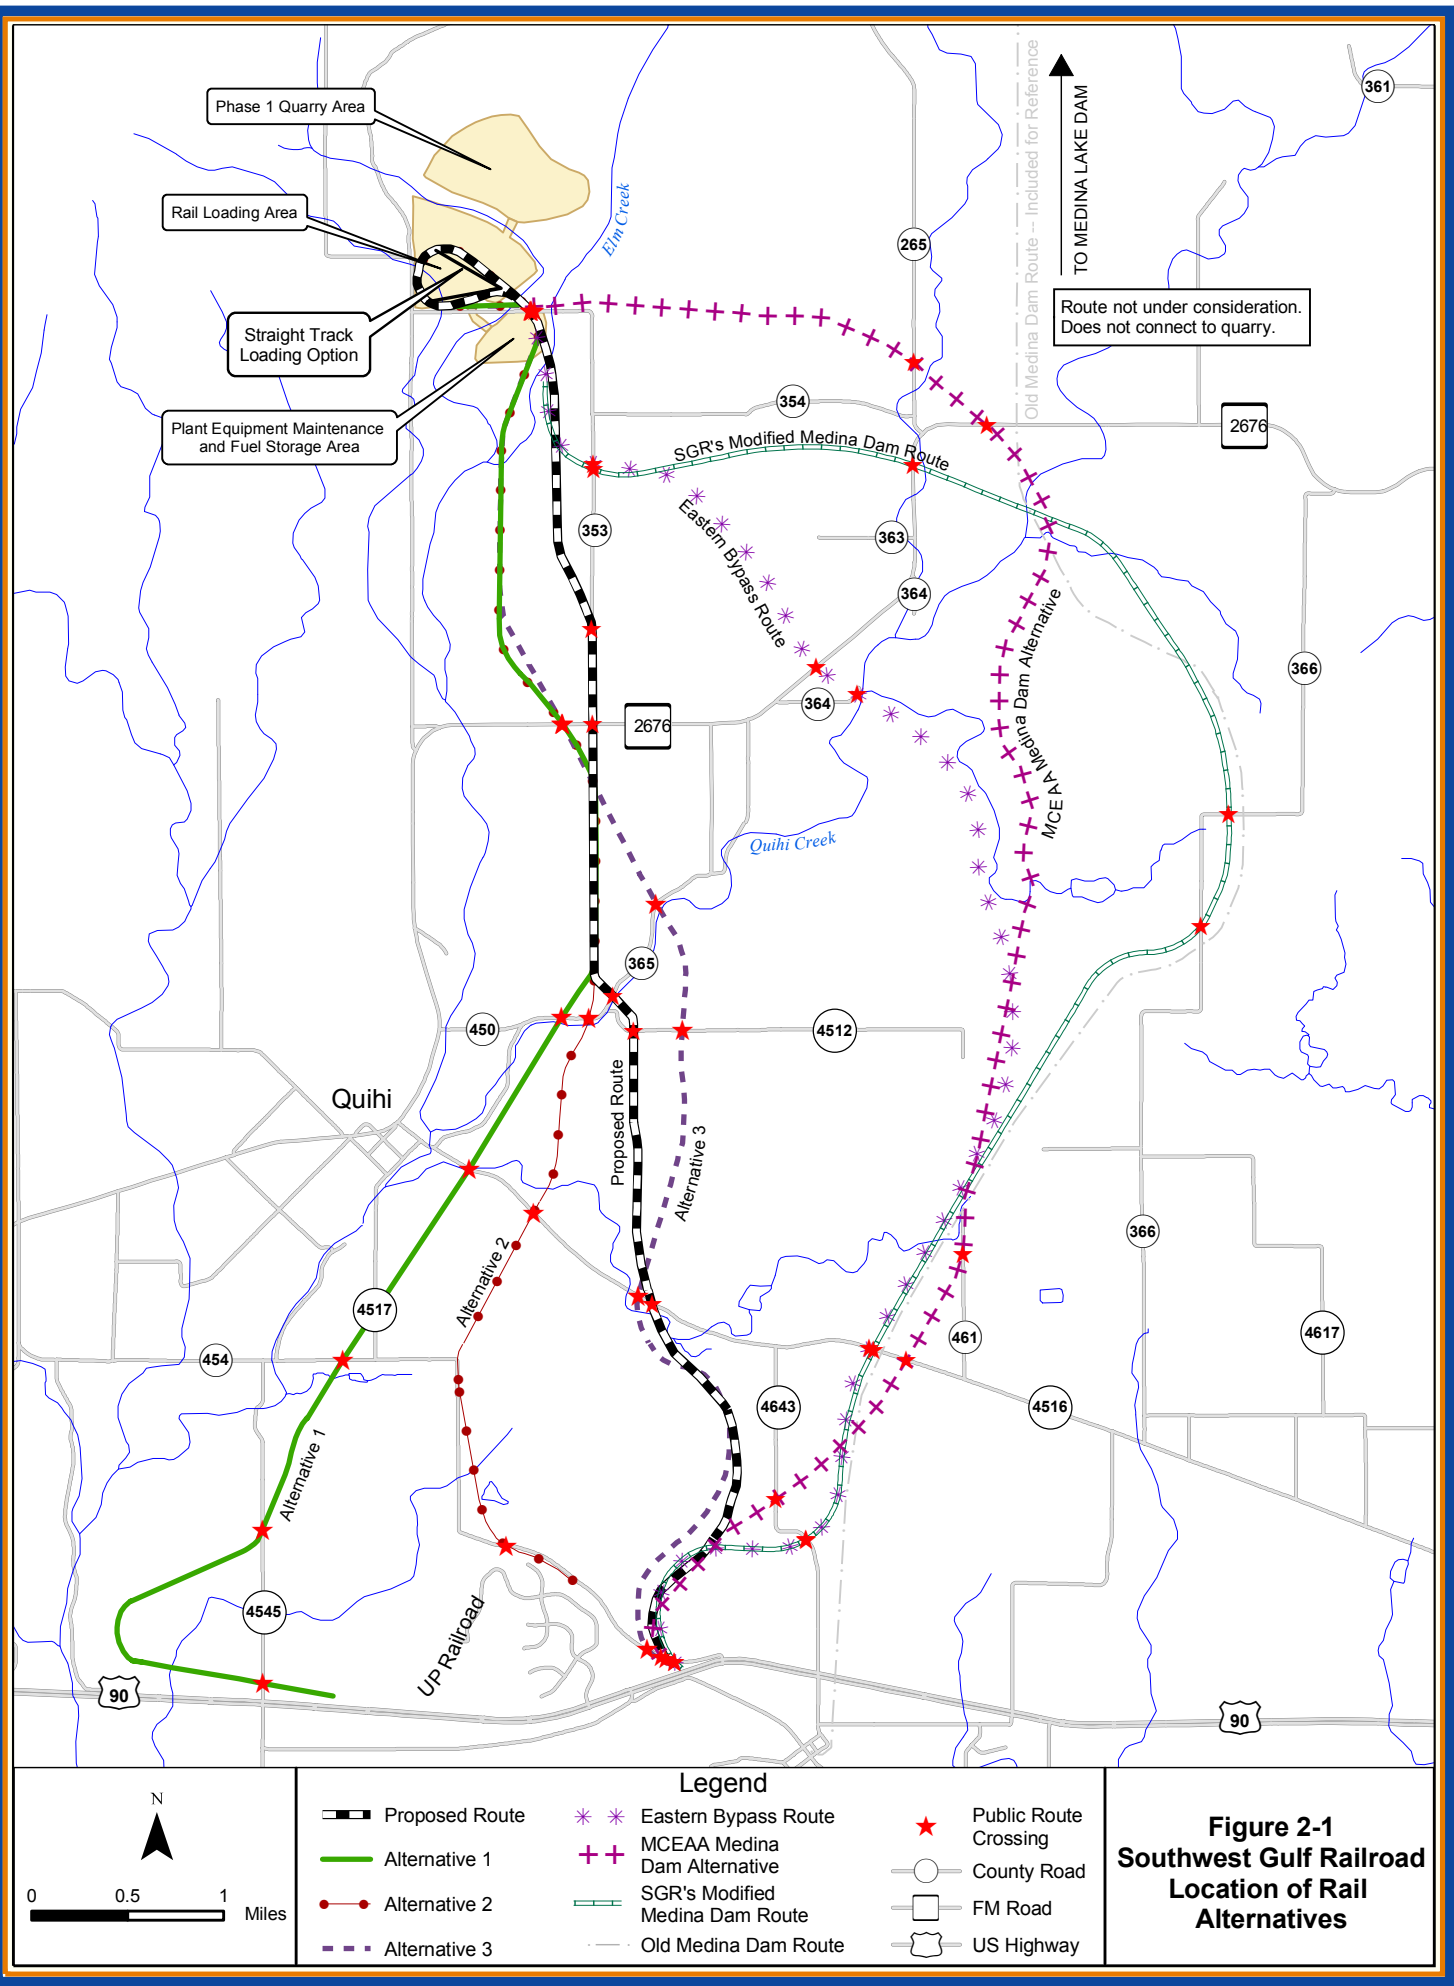 361
Phase 1 Quarry Area
Old Medina Dam Route -- Included for Reference
TO MEDINA LAKE DAM
Rail Loading Area
Elm Creek
265
Route not under consideration.
Does not connect to quarry.
Straight Track
Loading Option
354
2676
Plant Equipment Maintenance
and Fuel Storage Area
SGR's Modified Medina Dam Route
353
Eastern Bypass Route
363
364
MCEAA Medina Dam Alternative
366
364
2676
Quihi Creek
365
450
4512
Quihi
Proposed Route
Alternative 3
366
Alternative 2
4517
461
4617
454
4643
4516
Alternative 1
4545
UP Railroad
90
90
N
0 0.5 1
Miles
Legend
Proposed Route
Alternative 1
Alternative 2
Alternative 3
Eastern Bypass Route
MCEAA Medina
Dam Alternative
SGR's Modified
Medina Dam Route
Old Medina Dam Route
Public Route
Crossing
County Road
FM Road
US Highway
Figure 2-1
Southwest Gulf Railroad
Location of Rail
Alternatives